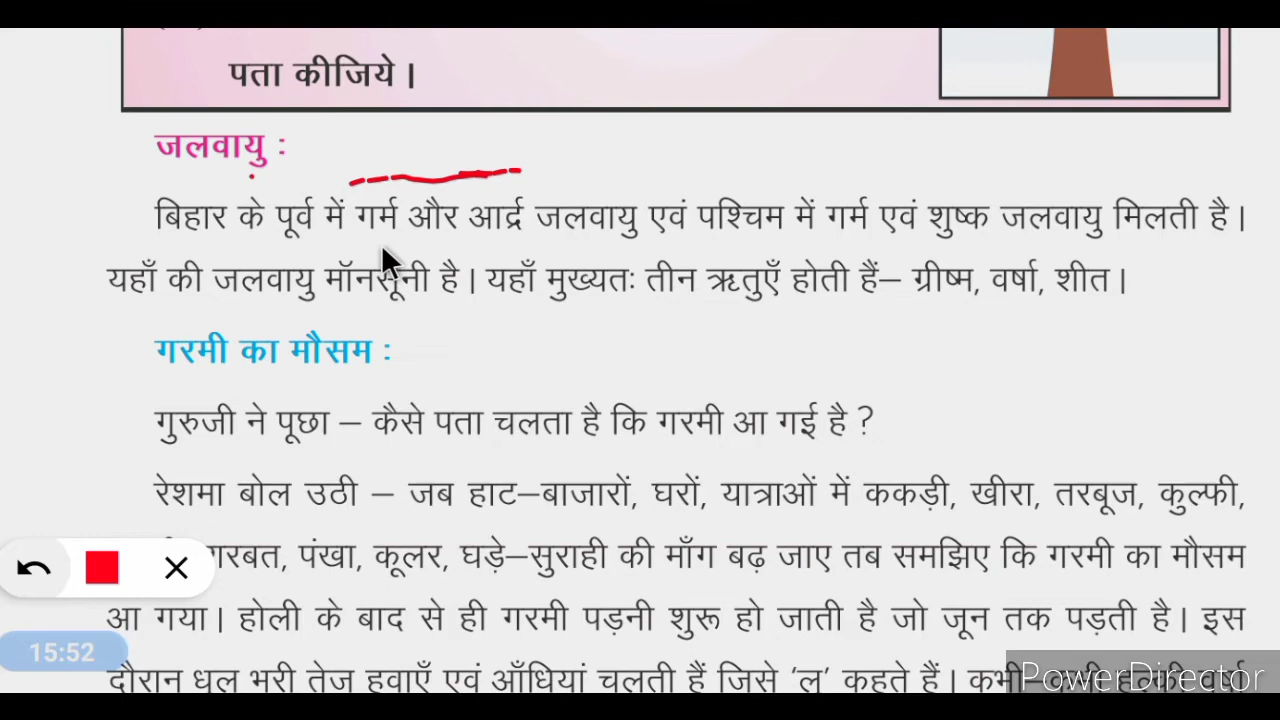 पता कीजिये।
जलवायु :
बिहार के पूर्व में गर्म और आर्द्र जलवायु एवं पश्चिम में गर्म एवं शुष्क जलवायु मिलती है।
यहाँ की जलवायु मॉनसूनी है। यहाँ मुख्यतः तीन ऋतुएँ होती हैं– ग्रीष्म, वर्षा, शीत।
गरमी का मौसम :
गुरुजी ने पूछा – कैसे पता चलता है कि गरमी आ गई है ?
रेशमा बोल उठी – जब हाट–बाजारों, घरों, यात्राओं में ककड़ी, खीरा, तरबूज, कुल्फी,
शरबत, पंखा, कूलर, घड़े–सुराही की माँग बढ़ जाए तब समझिए कि गरमी का मौसम
आ गया। होली के बाद से ही गरमी पड़नी शुरू हो जाती है जो जून तक पड़ती है। इस
15:52
दौरान धूल भरी तेज हवाएँ एवं आँधियां चलती हैं जिसे ‘लू’ कहते हैं।
PowerDirector